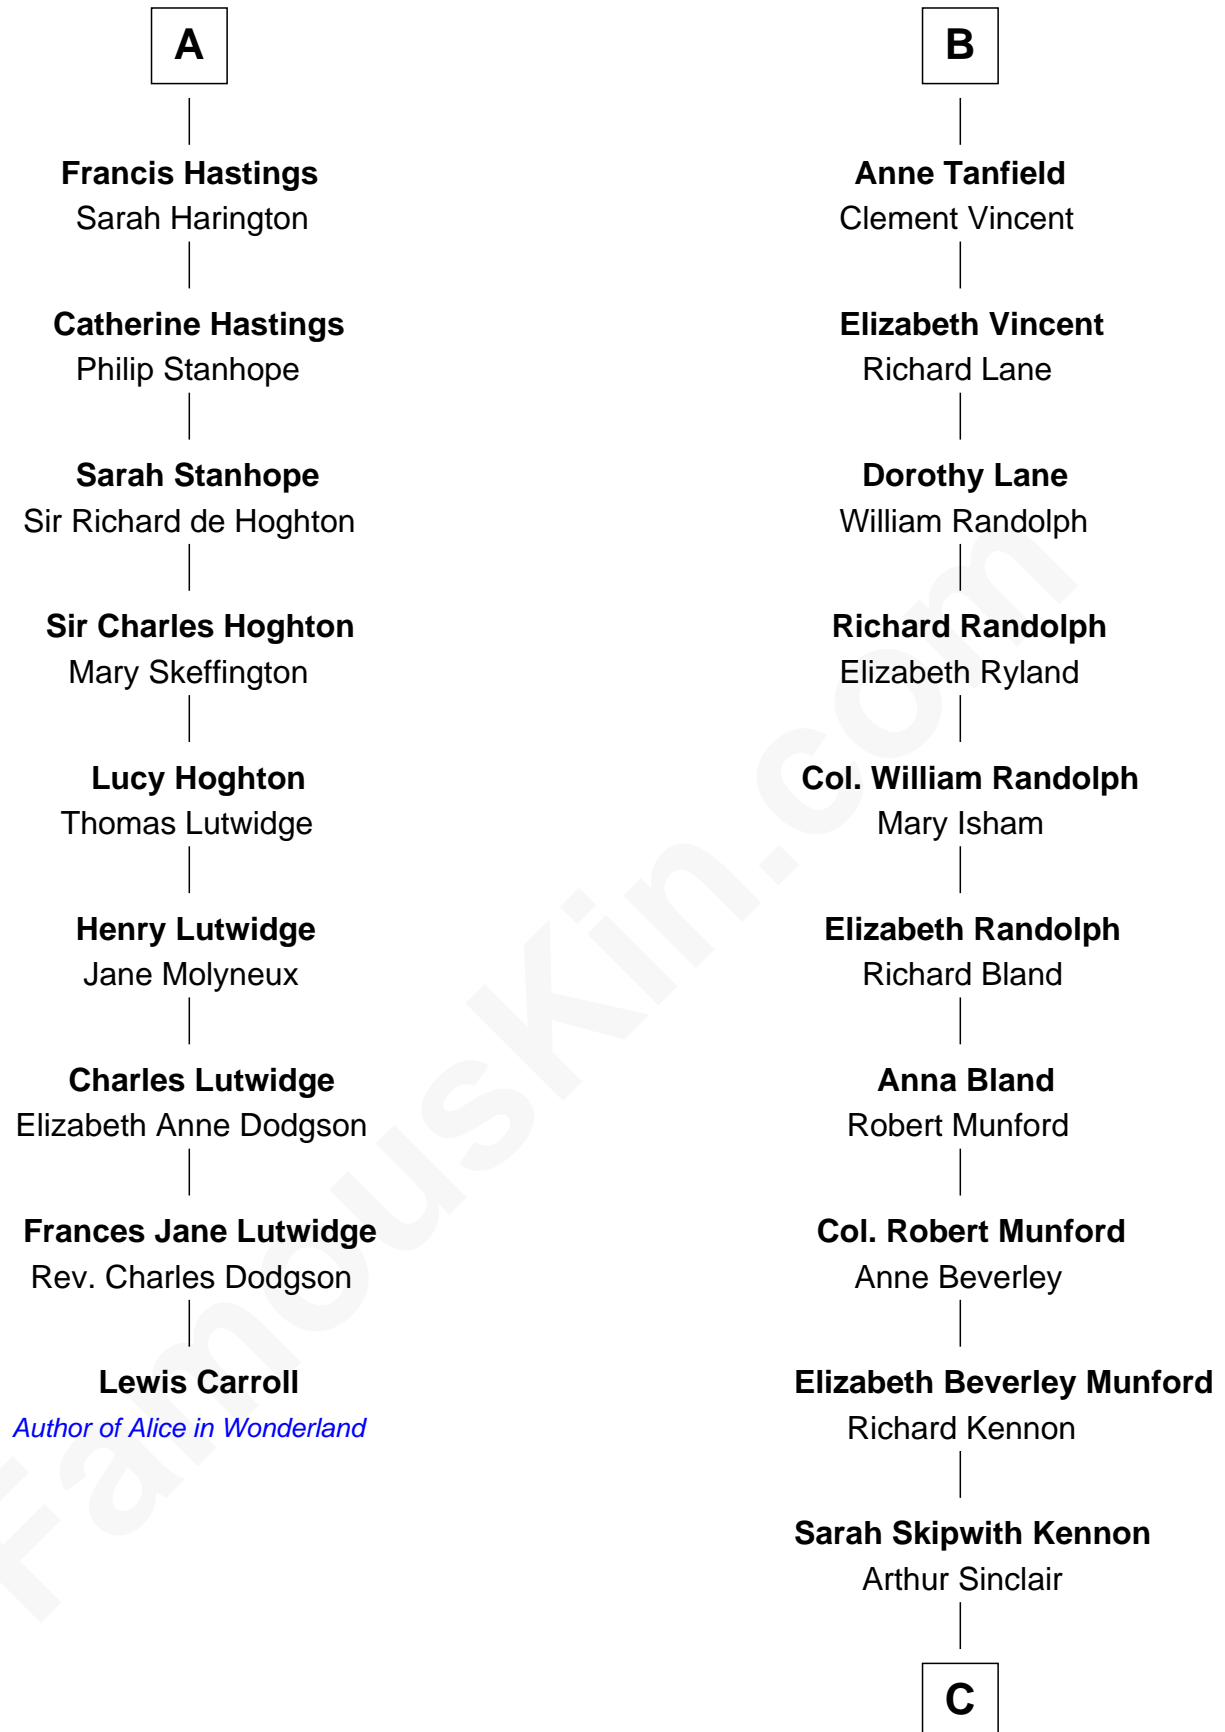 A
Francis Hastings
Sarah Harington
Catherine Hastings
Philip Stanhope
Sarah Stanhope
Sir Richard de Hoghton
Sir Charles Hoghton
Mary Skeffington
Lucy Hoghton
Thomas Lutwidge
Henry Lutwidge
Jane Molyneux
Charles Lutwidge
Elizabeth Anne Dodgson
Frances Jane Lutwidge
Rev. Charles Dodgson
Lewis Carroll
Author of Alice in Wonderland
B
Anne Tanfield
Clement Vincent
Elizabeth Vincent
Richard Lane
Dorothy Lane
William Randolph
Richard Randolph
Elizabeth Ryland
Col. William Randolph
Mary Isham
Elizabeth Randolph
Richard Bland
Anna Bland
Robert Munford
Col. Robert Munford
Anne Beverley
Elizabeth Beverley Munford
Richard Kennon
Sarah Skipwith Kennon
Arthur Sinclair
C
FamousKin.com